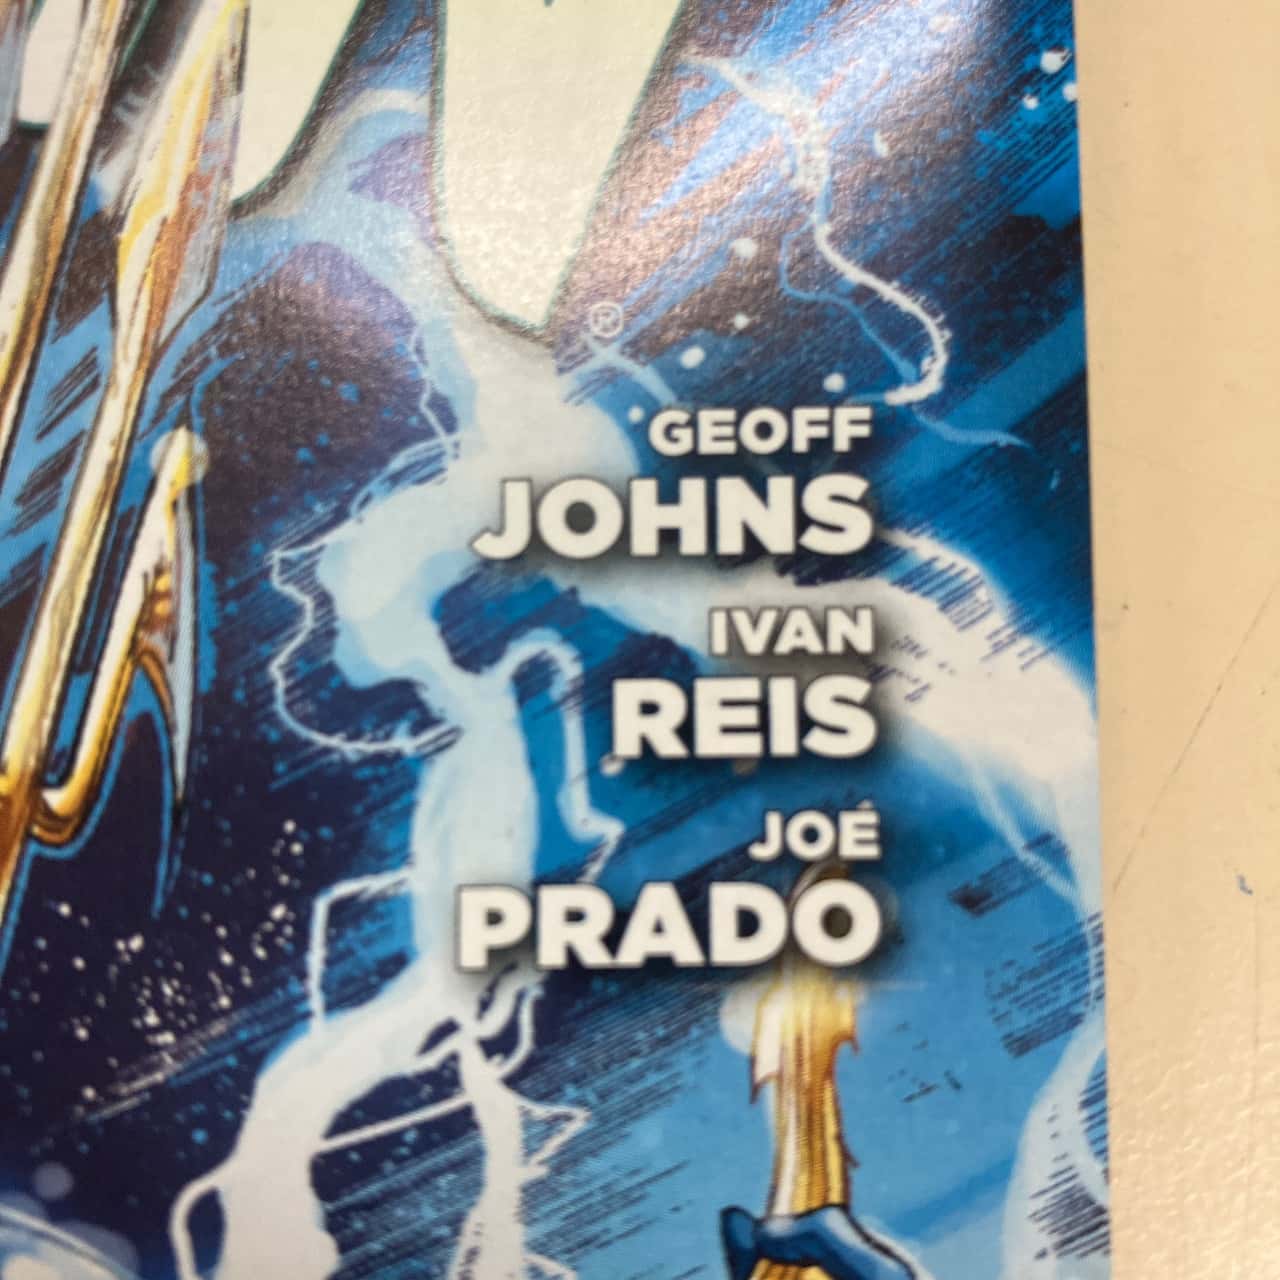 ®
GEOFF
JOHNS
IVAN
REIS
JOÉ
PRADO